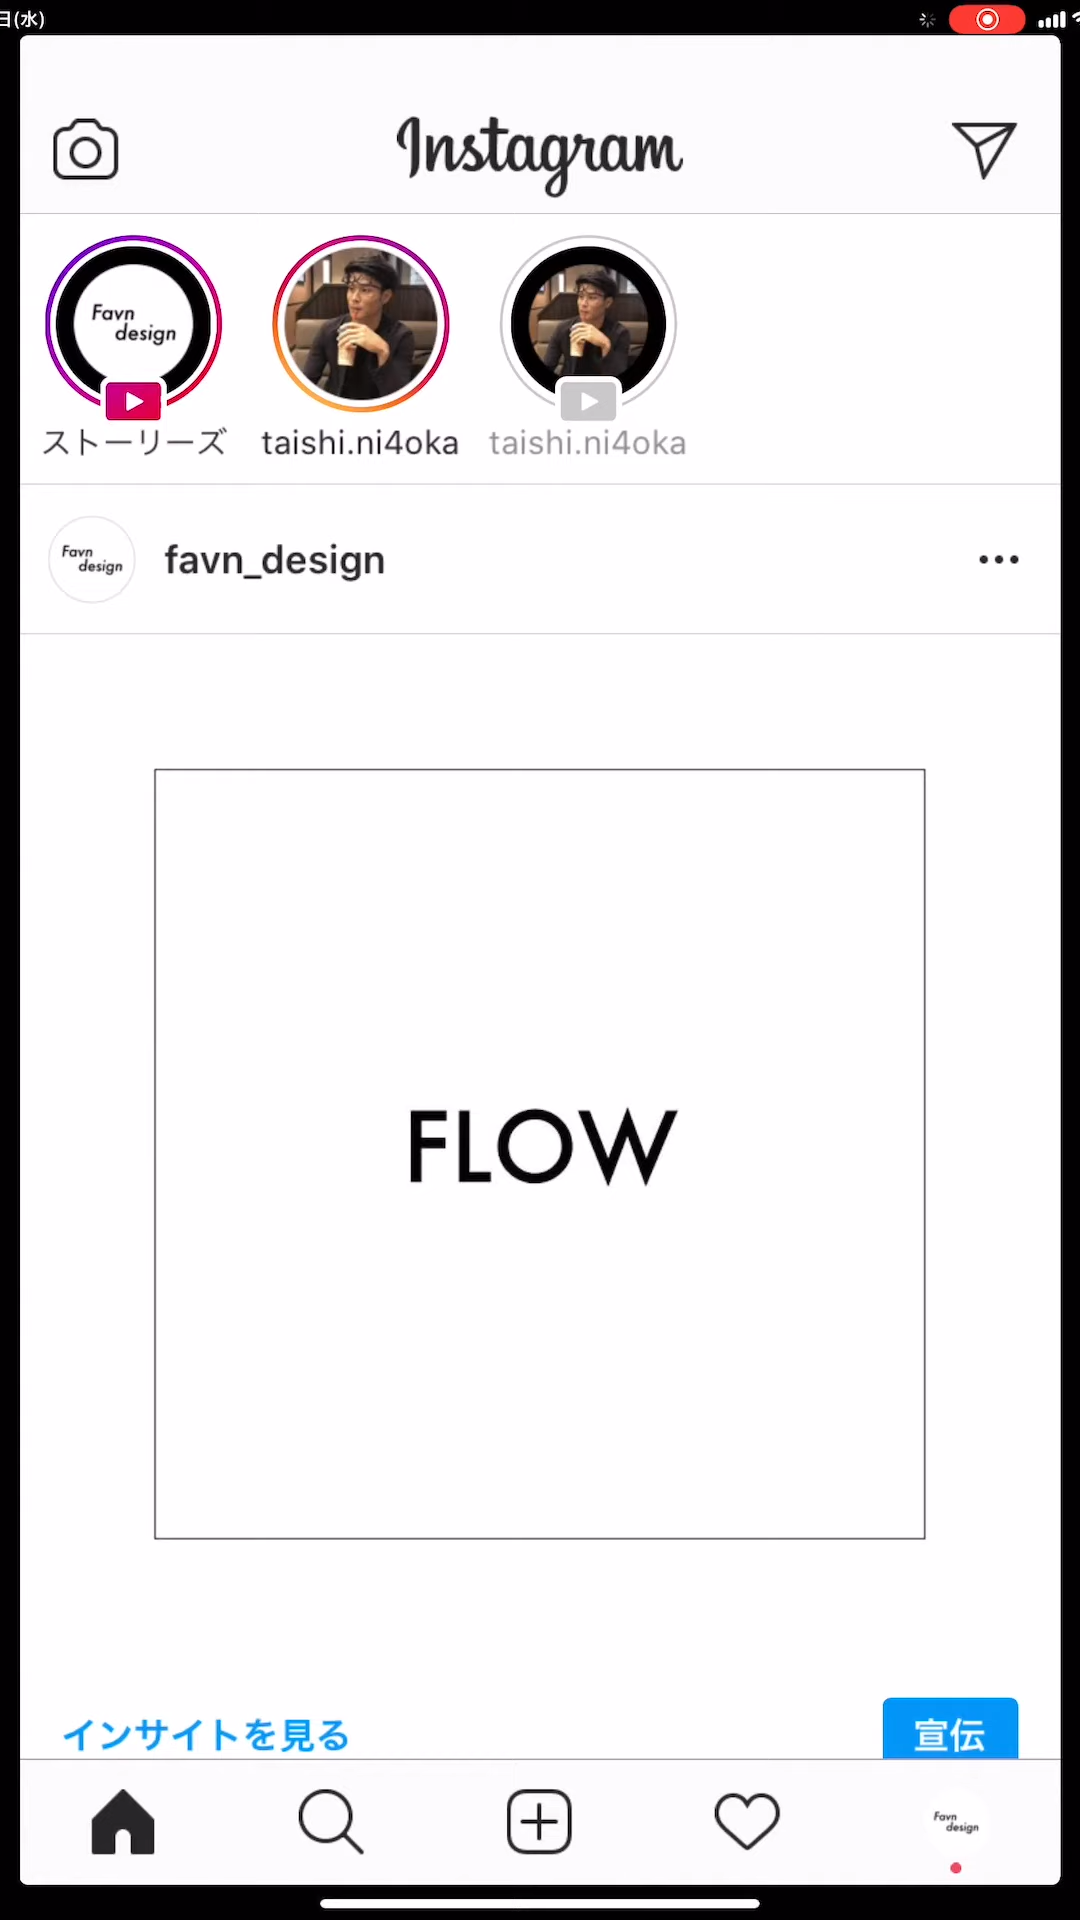 日(水)
Instagram
Favn
design
ストーリーズ
taishi.ni4oka
taishi.ni4oka
Favn
design
favn_design
FLOW
インサイトを見る
宣伝
Favn
design